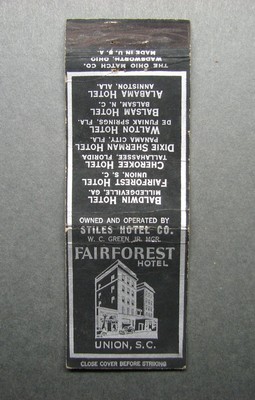 THE OHIO MATCH CO.
WADSWORTH, OHIO
MADE IN U. S. A.
BALDWIN HOTEL
MILLEDGEVILLE, GA.
FAIRFOREST HOTEL
UNION, S. C.
CHEROKEE HOTEL
TALLAHASSEE, FLORIDA
DIXIE SHERMAN HOTEL
PANAMA CITY, FLA.
WALTON HOTEL
DE FUNIAK SPRINGS, FLA.
BALSAM HOTEL
BALSAM, N. C.
ALABAMA HOTEL
ANNISTON, ALA.
OWNED AND OPERATED BY
STILES HOTEL CO.
W. C. GREEN JR. MGR.
FAIRFOREST
HOTEL
UNION, S.C.
CLOSE COVER BEFORE STRIKING